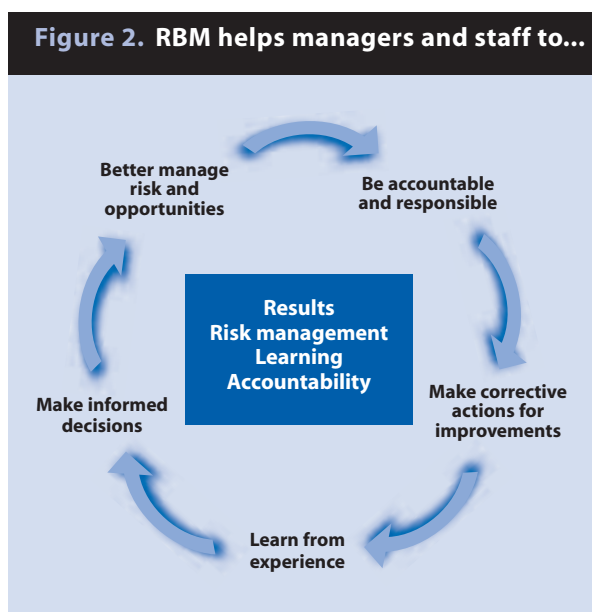 Figure 2. RBM helps managers and staff to...
Better manage
risk and
opportunities
Be accountable
and responsible
Results
Risk management
Learning
Accountability
Make informed
decisions
Make corrective
actions for
improvements
Learn from
experience